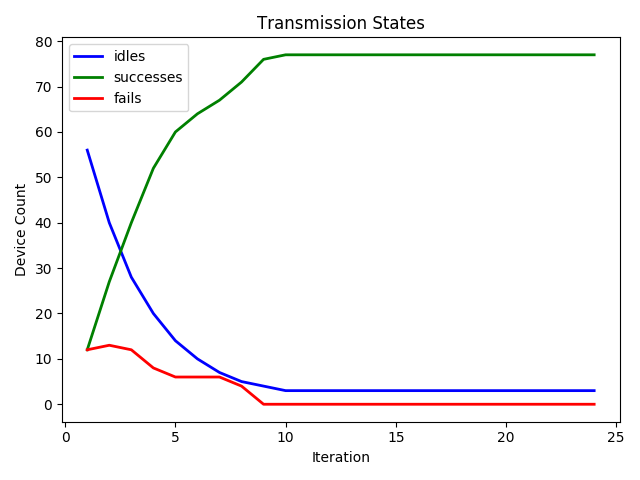 Transmission States
idles
successes
fails
80
70
60
50
40
30
20
10
0
Device Count
0 5 10 15 20 25
Iteration